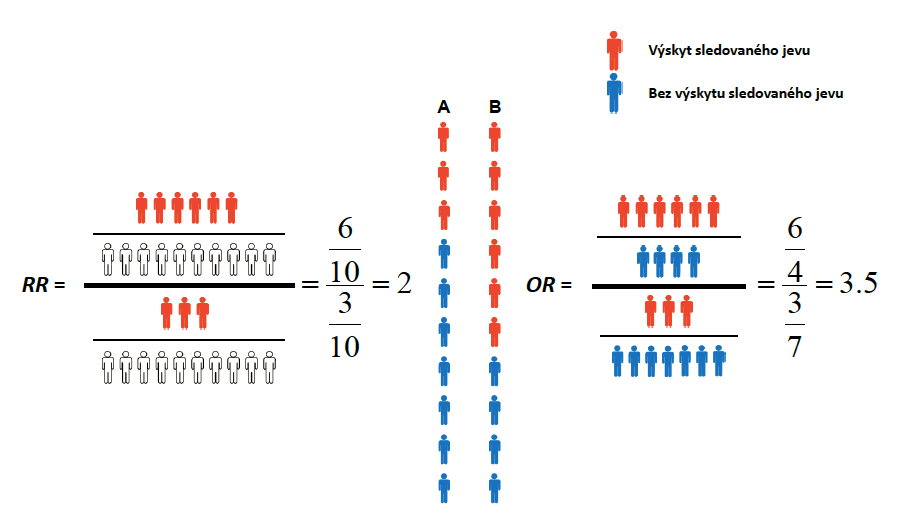 Výskyt sledovaného jevu
Bez výskytu sledovaného jevu
A B
RR = = 6/10 / 3/10 = 2
OR = = 6/4 / 3/7 = 3.5